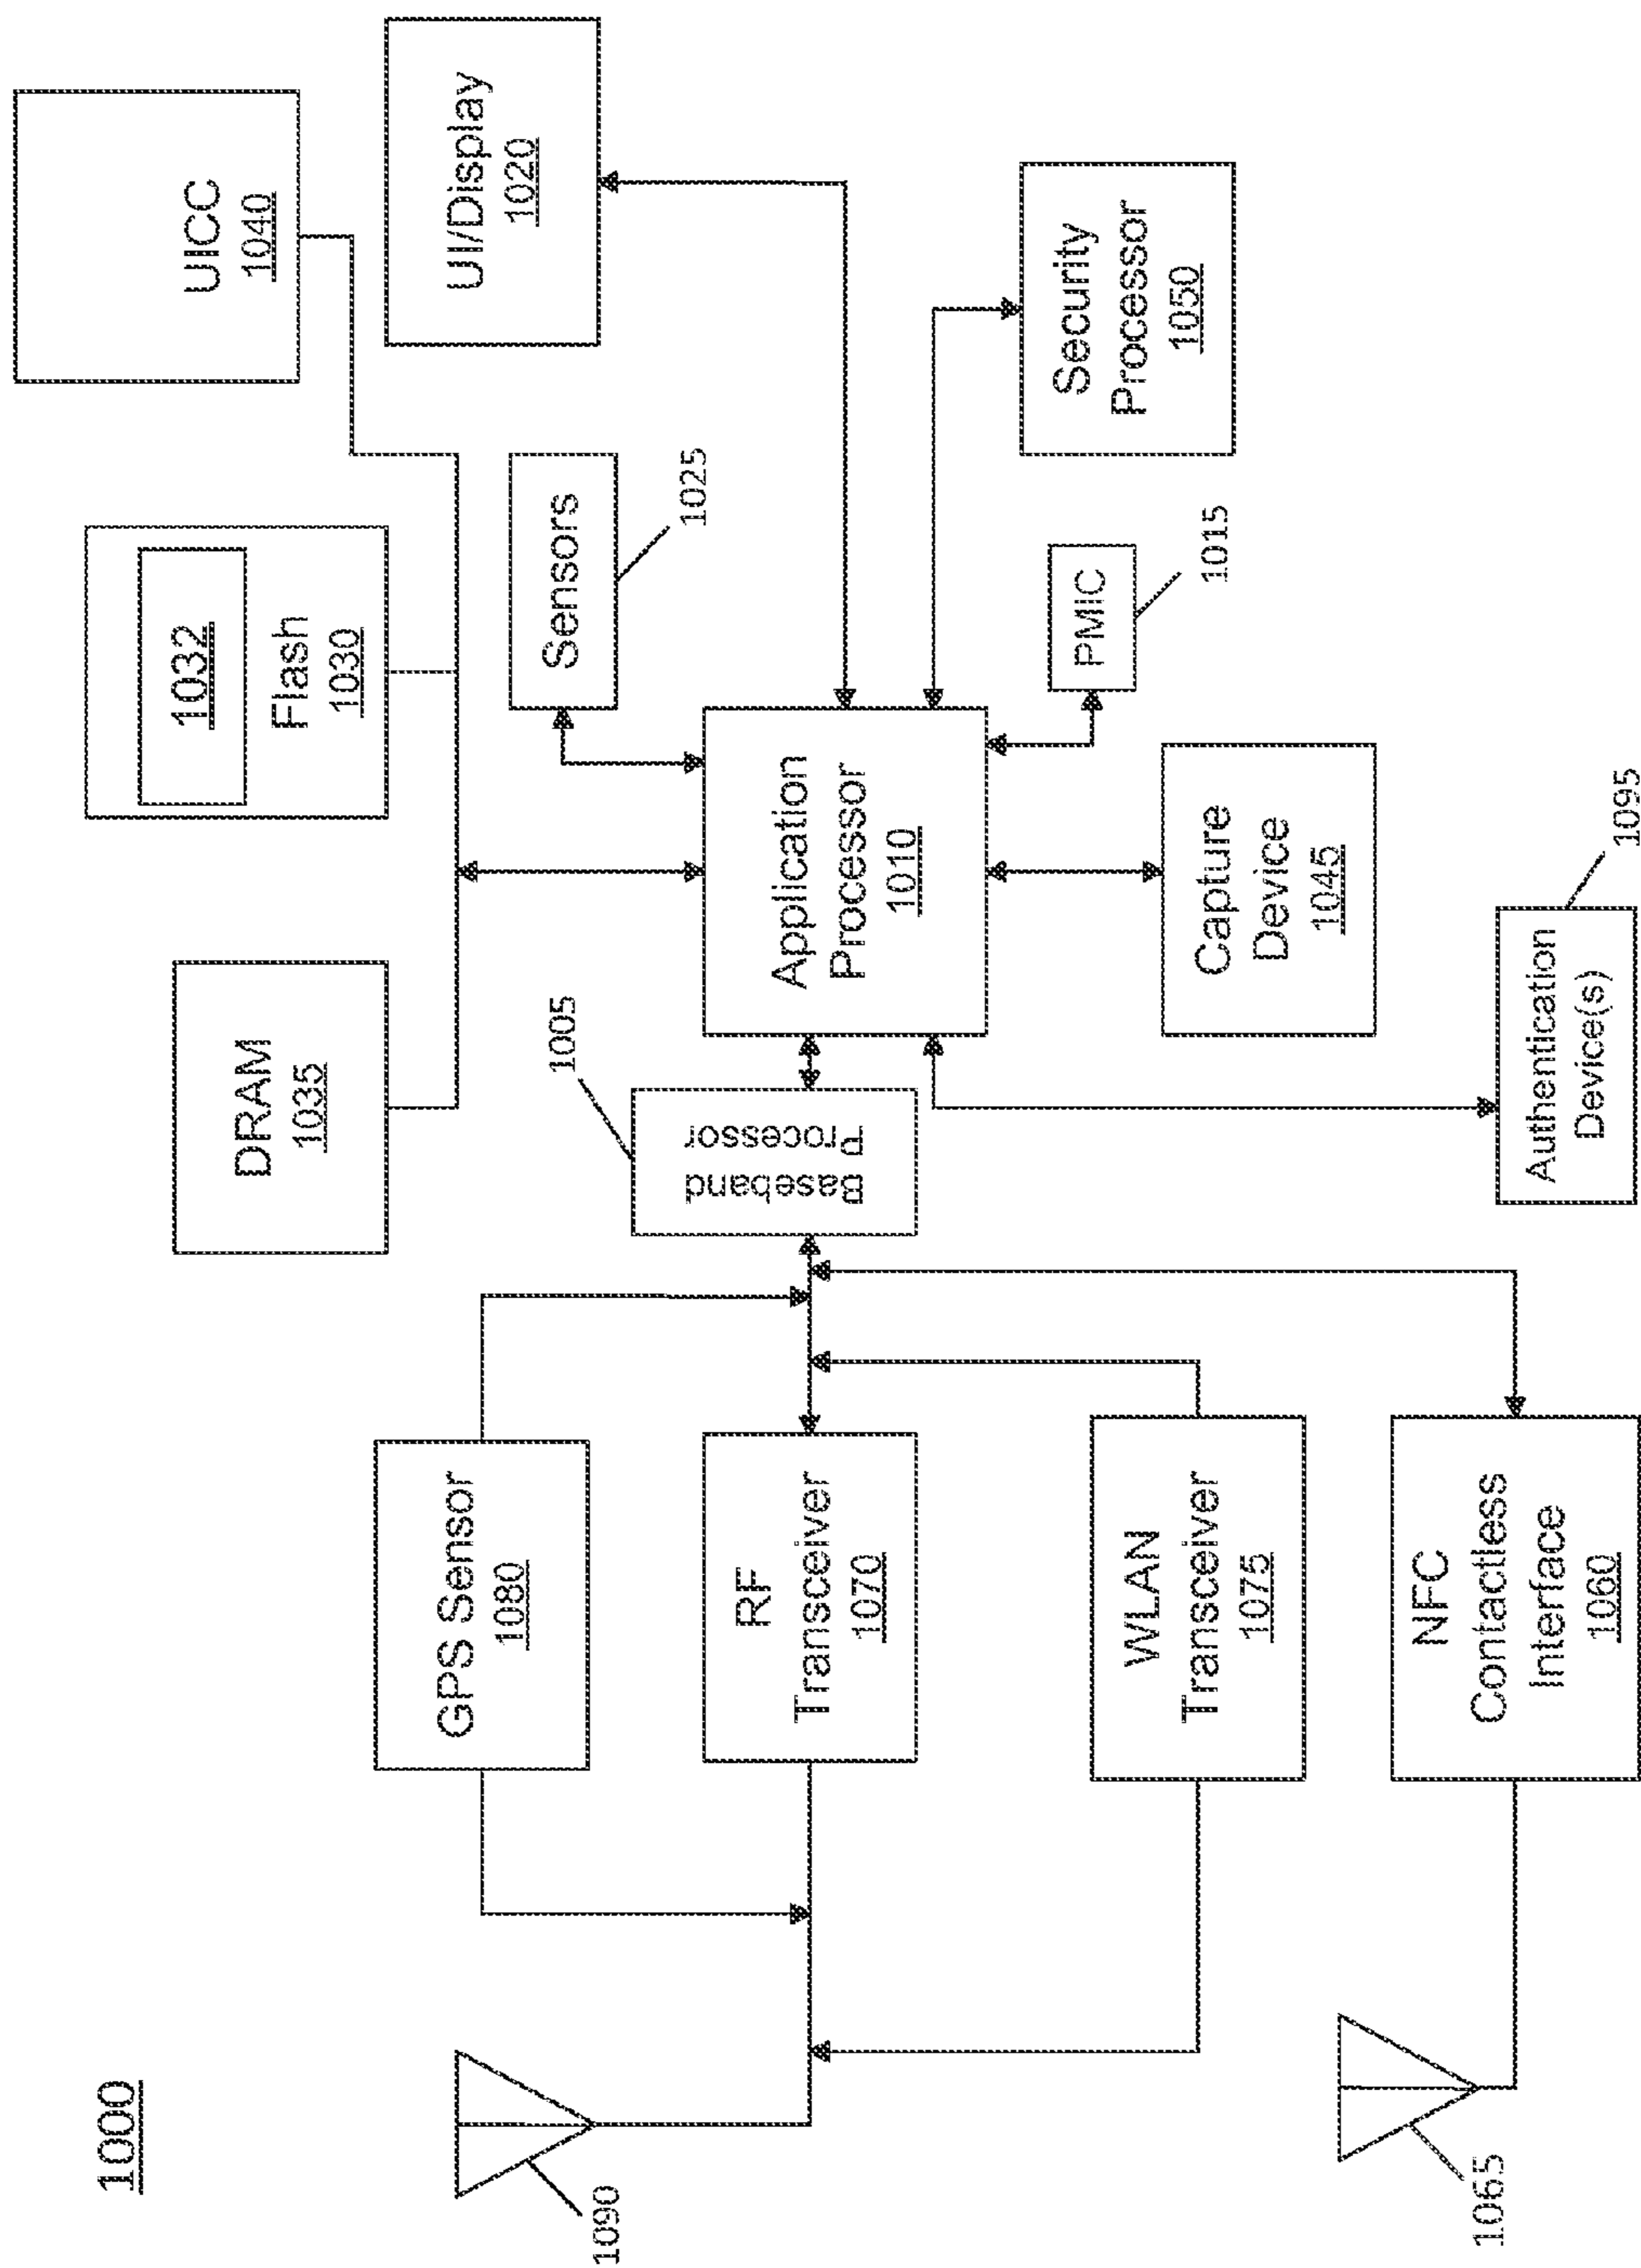 1000
UICC
1040
1032
Flash
1030
DRAM
1035
UI/Display
1020
Sensors
1025
GPS Sensor
1080
1090
1005
Baseband
Processor
Application
Processor
1010
RF
Transceiver
1070
Security
Processor
1050
PMIC
1015
Capture
Device
1045
WLAN
Transceiver
1075
Authentication
Device(s)
1095
NFC
Contactless
Interface
1060
1065